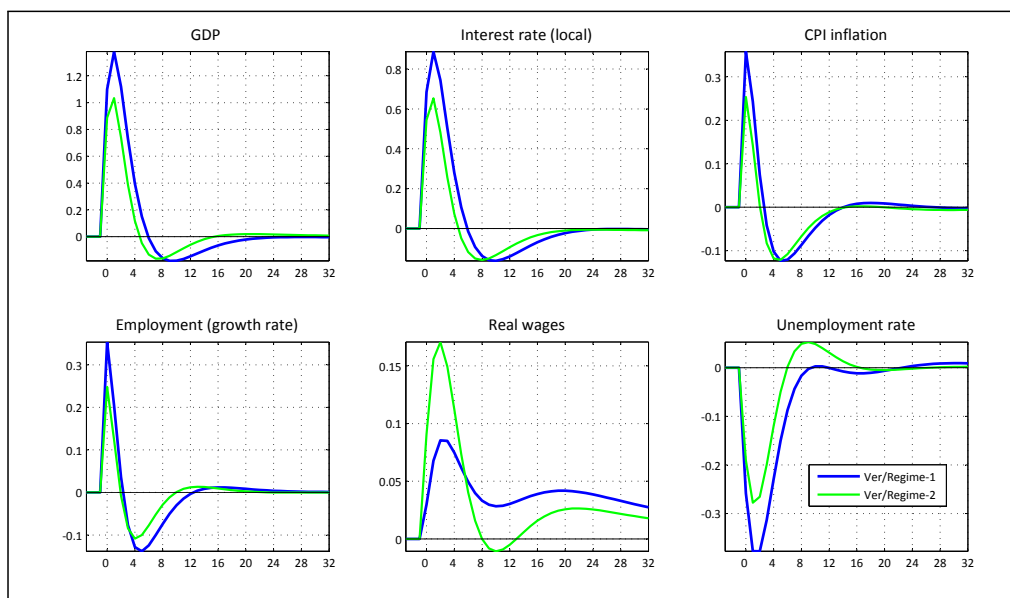 GDP
1.2
1
0.8
0.6
0.4
0.2
0
0 4 8 12 16 20 24 28 32
Interest rate (local)
0.8
0.6
0.4
0.2
0
0 4 8 12 16 20 24 28 32
CPI inflation
0.3
0.2
0.1
0
-0.1
0 4 8 12 16 20 24 28 32
Employment (growth rate)
0.3
0.2
0.1
0
-0.1
0 4 8 12 16 20 24 28 32
Real wages
0.15
0.1
0.05
0
0 4 8 12 16 20 24 28 32
Unemployment rate
0
-0.1
-0.2
-0.3
Ver/Regime-1
Ver/Regime-2
0 4 8 12 16 20 24 28 32